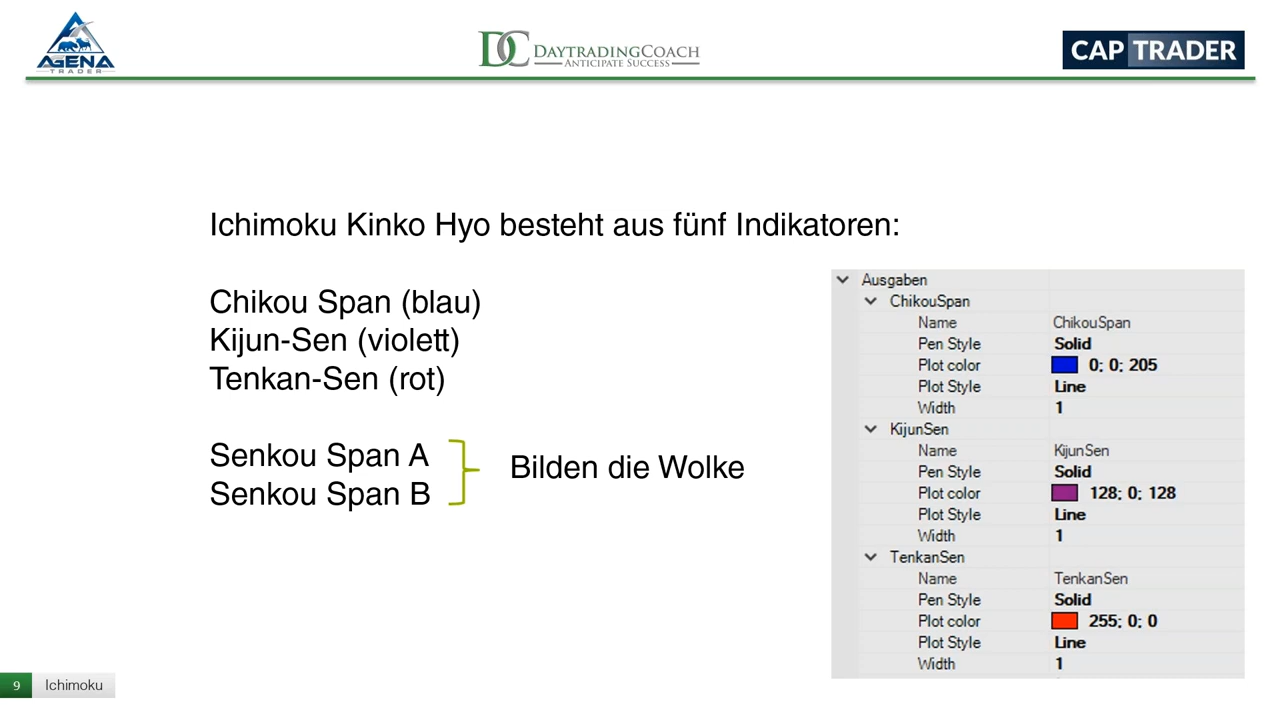 AGENA
TRADER
DC DAYTRADINGCOACH
ANTICIPATE SUCCESS
CAP TRADER
Ichimoku Kinko Hyo besteht aus fünf Indikatoren:
Chikou Span (blau)
Kijun-Sen (violett)
Tenkan-Sen (rot)
Senkou Span A
Senkou Span B
Bilden die Wolke
Ausgaben
ChikouSpan
Name ChikouSpan
Pen Style Solid
Plot color 0; 0; 205
Plot Style Line
Width 1
KijunSen
Name KijunSen
Pen Style Solid
Plot color 128; 0; 128
Plot Style Line
Width 1
TenkanSen
Name TenkanSen
Pen Style Solid
Plot color 255; 0; 0
Plot Style Line
Width 1
9 Ichimoku